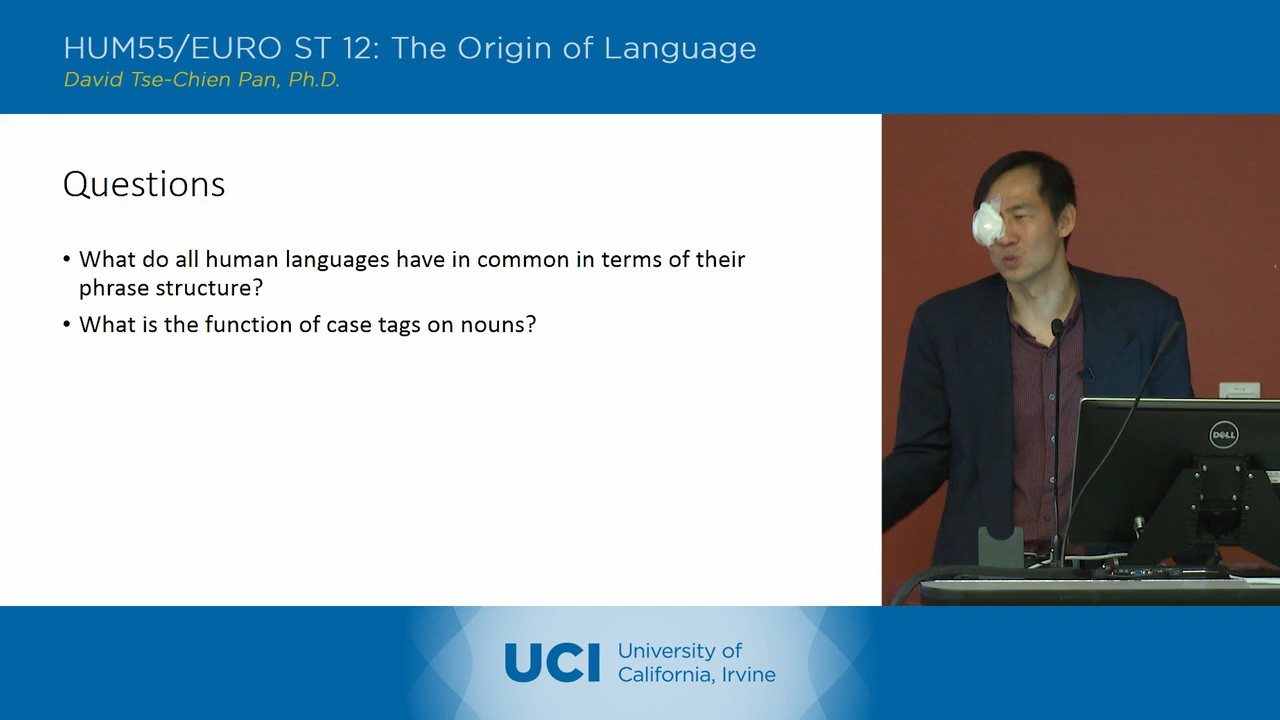 HUM55/EURO ST 12: The Origin of Language
David Tse-Chien Pan, Ph.D.
Questions
• What do all human languages have in common in terms of their
phrase structure?
• What is the function of case tags on nouns?
DELL
UCI University of
California, Irvine